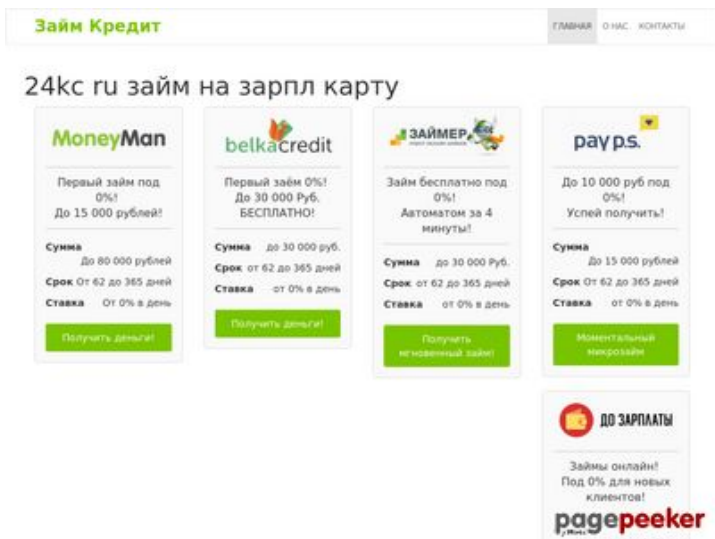 Займ Кредит
ГЛАВНАЯ О НАС КОНТАКТЫ
24kc ru займ на зарпл карту
MoneyMan
Первый займ под
0%!
До 15 000 рублей!
Сумма
До 80 000 рублей
Срок От 62 до 365 дней
Ставка От 0% в день
Получить деньги!
belkacredit
Первый заём 0%!
До 30 000 Руб.
БЕСПЛАТНО!
Сумма до 30 000 руб.
Срок от 62 до 365 дней
Ставка от 0% в день
Получить деньги!
ЗАЙМЕР
Займ бесплатно под
0%!
Автоматом за 4
минуты!
Сумма до 30 000 Руб.
Срок от 62 до 365 дней
Ставка от 0% в день
Получить
мгновенный займ!
pay p.s.
До 10 000 руб под
0%!
Успей получить!
Сумма
До 15 000 рублей
Срок От 62 до 365 дней
Ставка от 0% в день
Моментальный
микрозайм
ДО ЗАРПЛАТЫ
Займы онлайн!
Под 0% для новых
клиентов!
pagepeeker